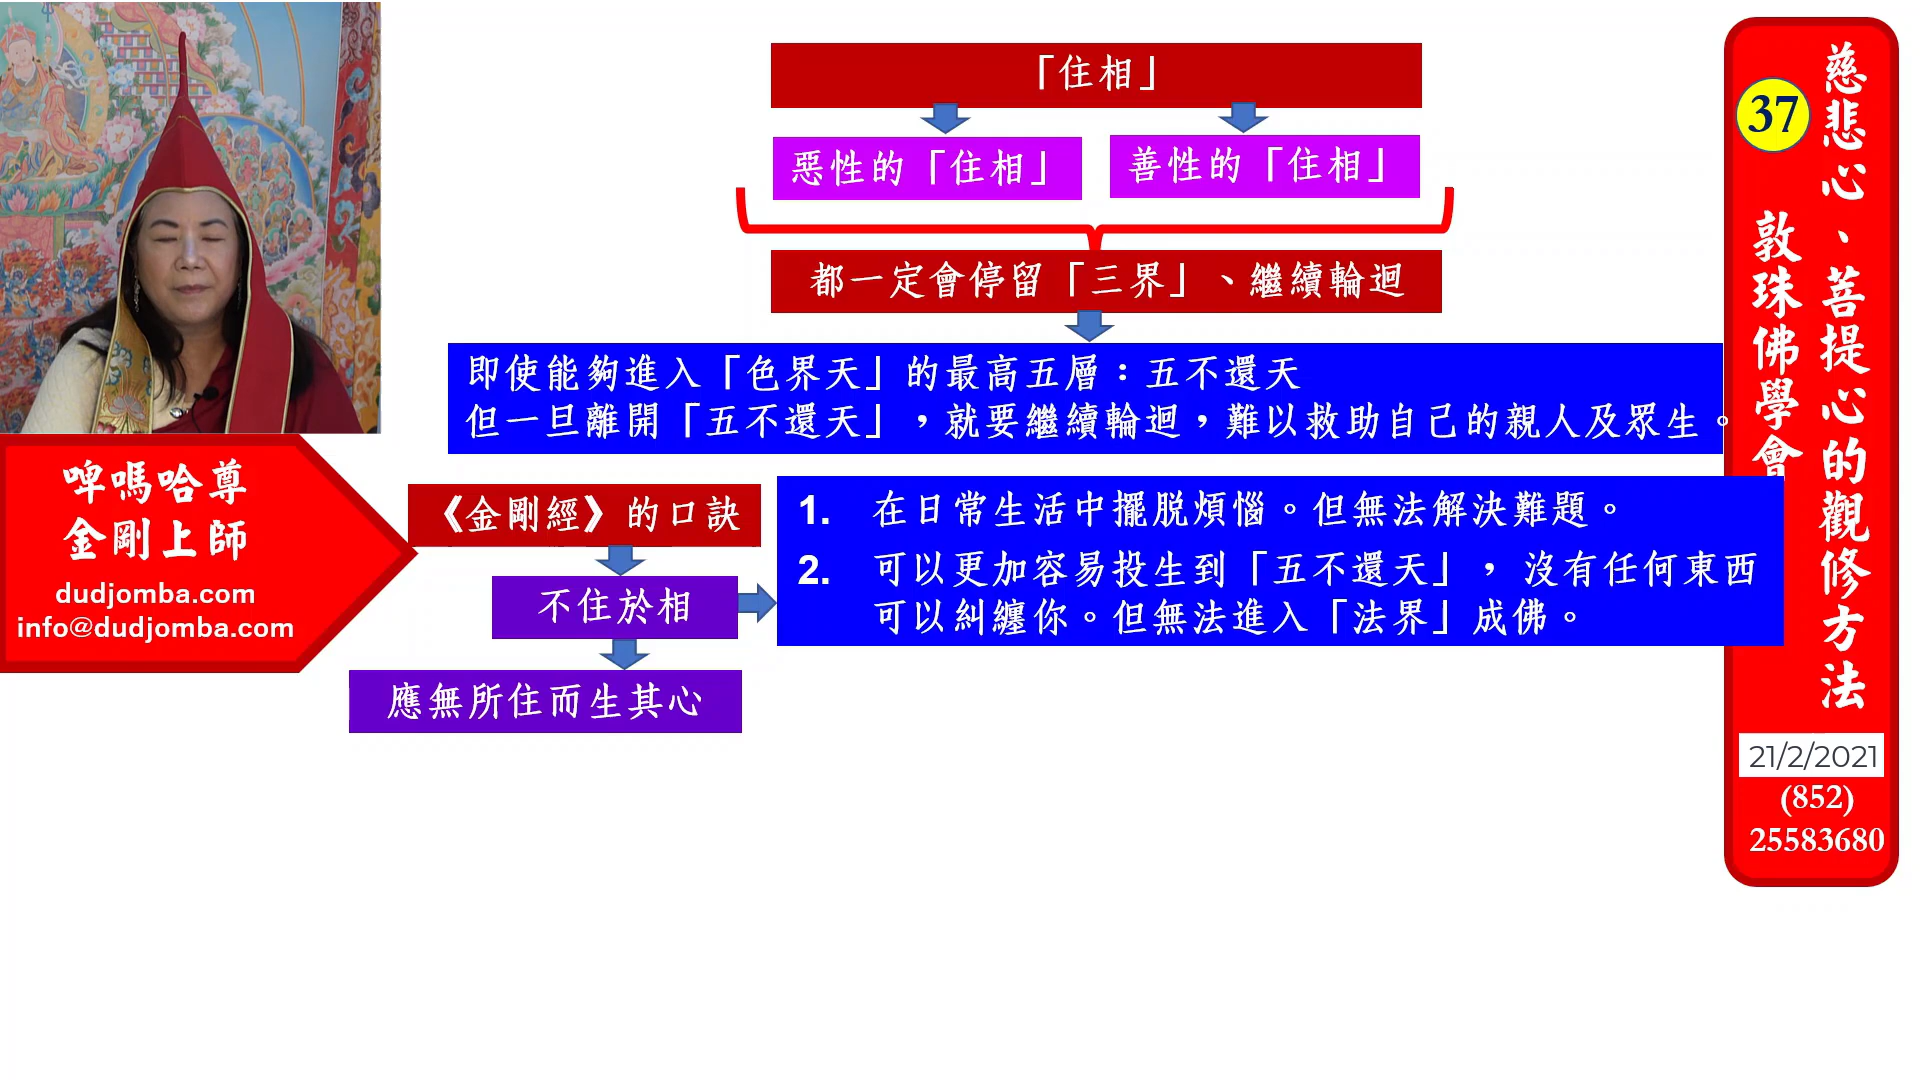 「住相」
惡性的「住相」
善性的「住相」
都一定會停留「三界」、繼續輪迴
即使能夠進入「色界天」的最高五層：五不還天
但一旦離開「五不還天」，就要繼續輪迴，難以救助自己的親人及眾生。
《金剛經》的口訣
不住於相
應無所住而生其心
1. 在日常生活中擺脫煩惱。但無法解決難題。
2. 可以更加容易投生到「五不還天」， 沒有任何東西
可以糾纏你。但無法進入「法界」成佛。
啤嗎哈尊
金剛上師
dudjomba.com
info@dudjomba.com
慈悲心、菩提心的觀修方法
37
敦珠佛學會
21/2/2021
(852)
25583680